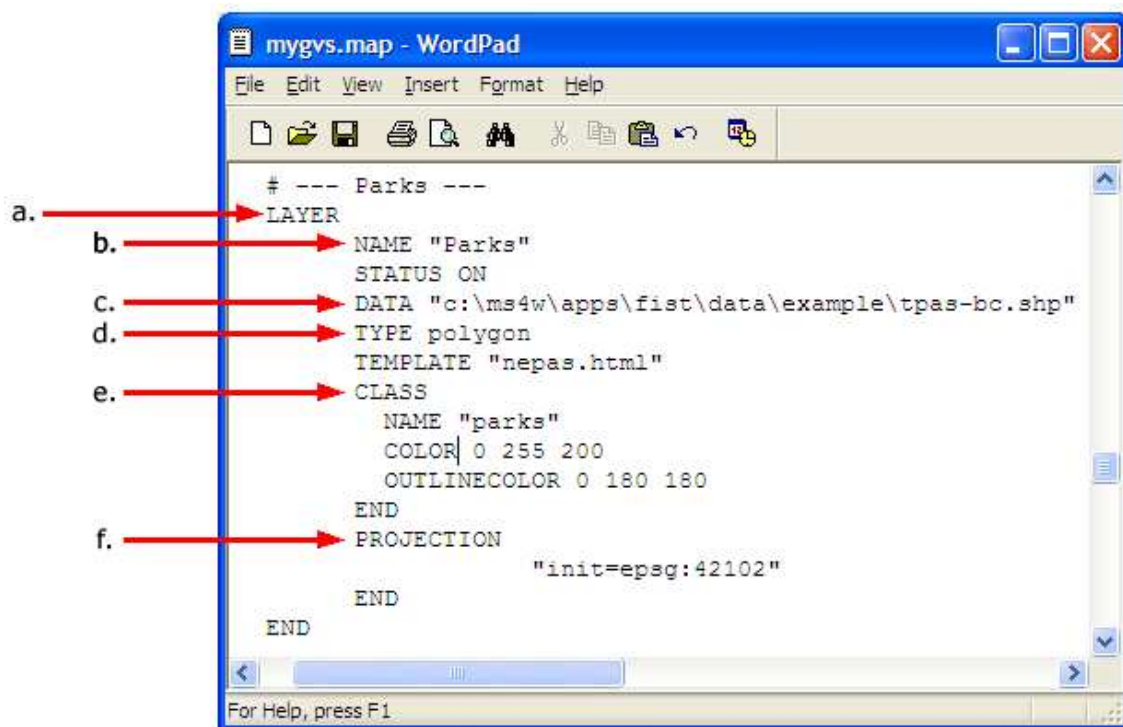 mygvs.map - WordPad
File Edit View Insert Format Help
# --- Parks ---
a. LAYER
b. NAME "Parks"
STATUS ON
c. DATA "c:\ms4w\apps\fist\data\example\tpas-bc.shp"
d. TYPE polygon
TEMPLATE "nepas.html"
e. CLASS
NAME "parks"
COLOR 0 255 200
OUTLINECOLOR 0 180 180
END
f. PROJECTION
"init=epsg:42102"
END
END
For Help, press F1